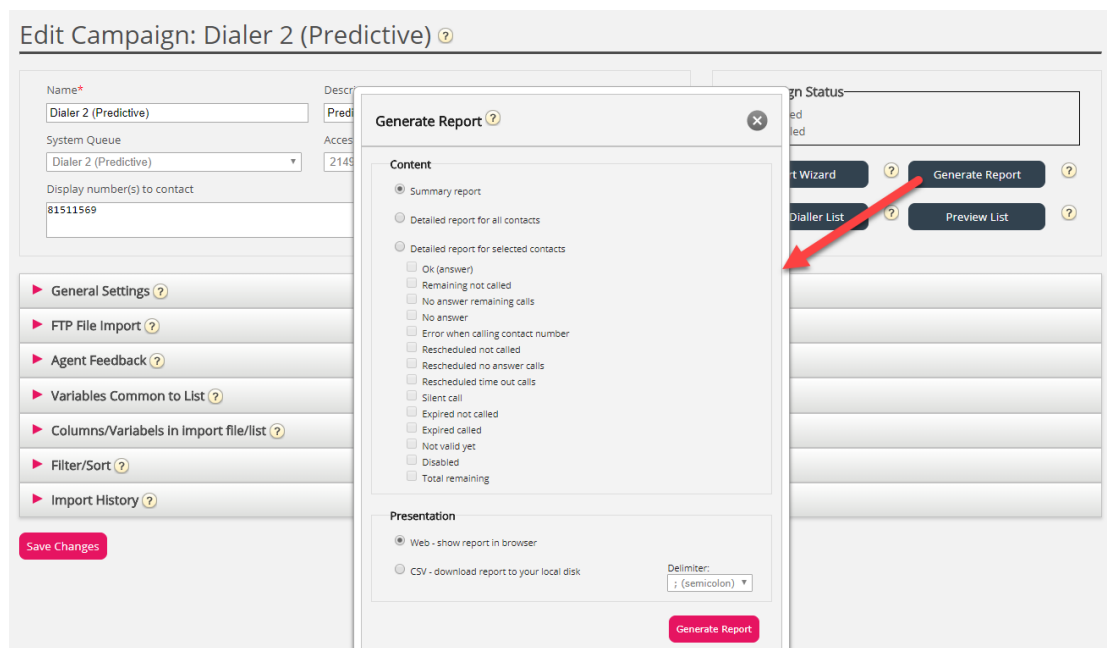 Edit Campaign: Dialer 2 (Predictive) ?
Name*
Dialer 2 (Predictive)
System Queue
Dialer 2 (Predictive)
Display number(s) to contact
81511569
Descr
Predi
Acces
2149
gn Status
ed
led
rt Wizard ?
Generate Report ?
Dialler List ?
Preview List ?
General Settings ?
FTP File Import ?
Agent Feedback ?
Variables Common to List ?
Columns/Variabels in import file/list ?
Filter/Sort ?
Import History ?
Save Changes
Generate Report ?
Content
Summary report
Detailed report for all contacts
Detailed report for selected contacts
Ok (answer)
Remaining not called
No answer remaining calls
No answer
Error when calling contact number
Rescheduled not called
Rescheduled no answer calls
Rescheduled time out calls
Silent call
Expired not called
Expired called
Not valid yet
Disabled
Total remaining
Presentation
Web - show report in browser
CSV - download report to your local disk
Delimiter:
; (semicolon)
Generate Report